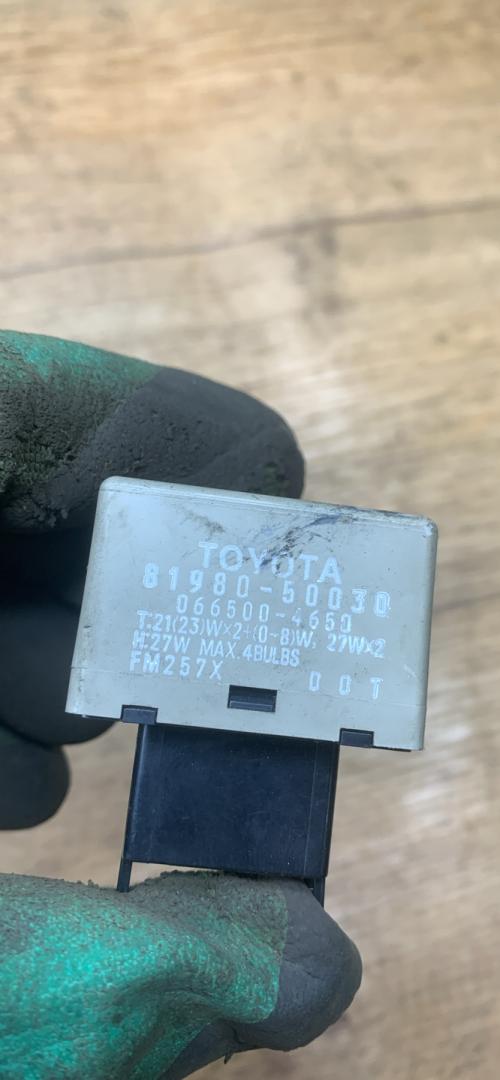 TOYOTA
81980-50030
066500-4650
T:21(23)W×2+(0~8)W, 27W×2
H:27W MAX.4BULBS
FM257X D O T